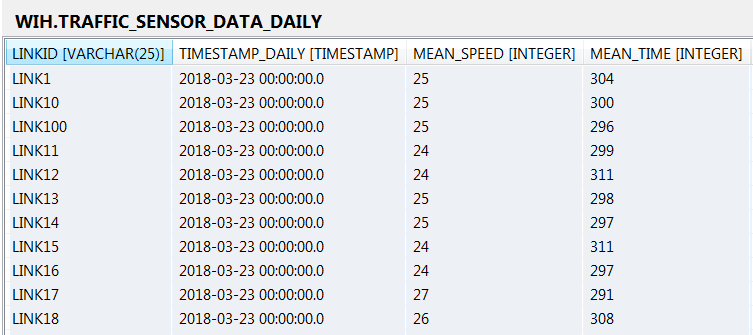 WIH.TRAFFIC_SENSOR_DATA_DAILY
LINKID [VARCHAR(25)] TIMESTAMP_DAILY [TIMESTAMP] MEAN_SPEED [INTEGER] MEAN_TIME [INTEGER]
LINK1 2018-03-23 00:00:00.0 25 304
LINK10 2018-03-23 00:00:00.0 25 300
LINK100 2018-03-23 00:00:00.0 25 296
LINK11 2018-03-23 00:00:00.0 24 299
LINK12 2018-03-23 00:00:00.0 24 311
LINK13 2018-03-23 00:00:00.0 25 298
LINK14 2018-03-23 00:00:00.0 25 297
LINK15 2018-03-23 00:00:00.0 24 311
LINK16 2018-03-23 00:00:00.0 24 297
LINK17 2018-03-23 00:00:00.0 27 291
LINK18 2018-03-23 00:00:00.0 26 308